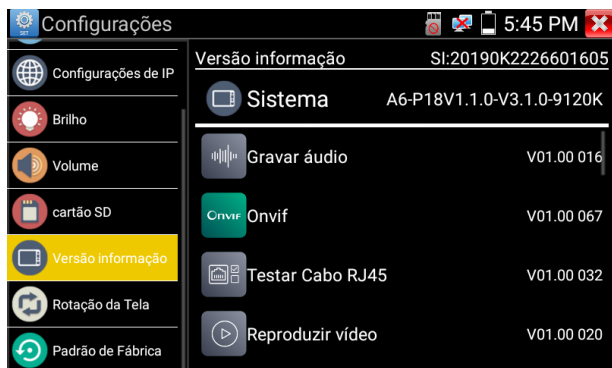 SET
Configurações
5:45 PM
Configurações de IP
Brilho
Volume
cartão SD
Versão informação
Rotação da Tela
Padrão de Fábrica
Versão informação SI:20190K2226601605
Sistema A6-P18V1.1.0-V3.1.0-9120K
Gravar áudio V01.00 016
Onvif Onvif V01.00 067
Testar Cabo RJ45 V01.00 032
Reproduzir vídeo V01.00 020